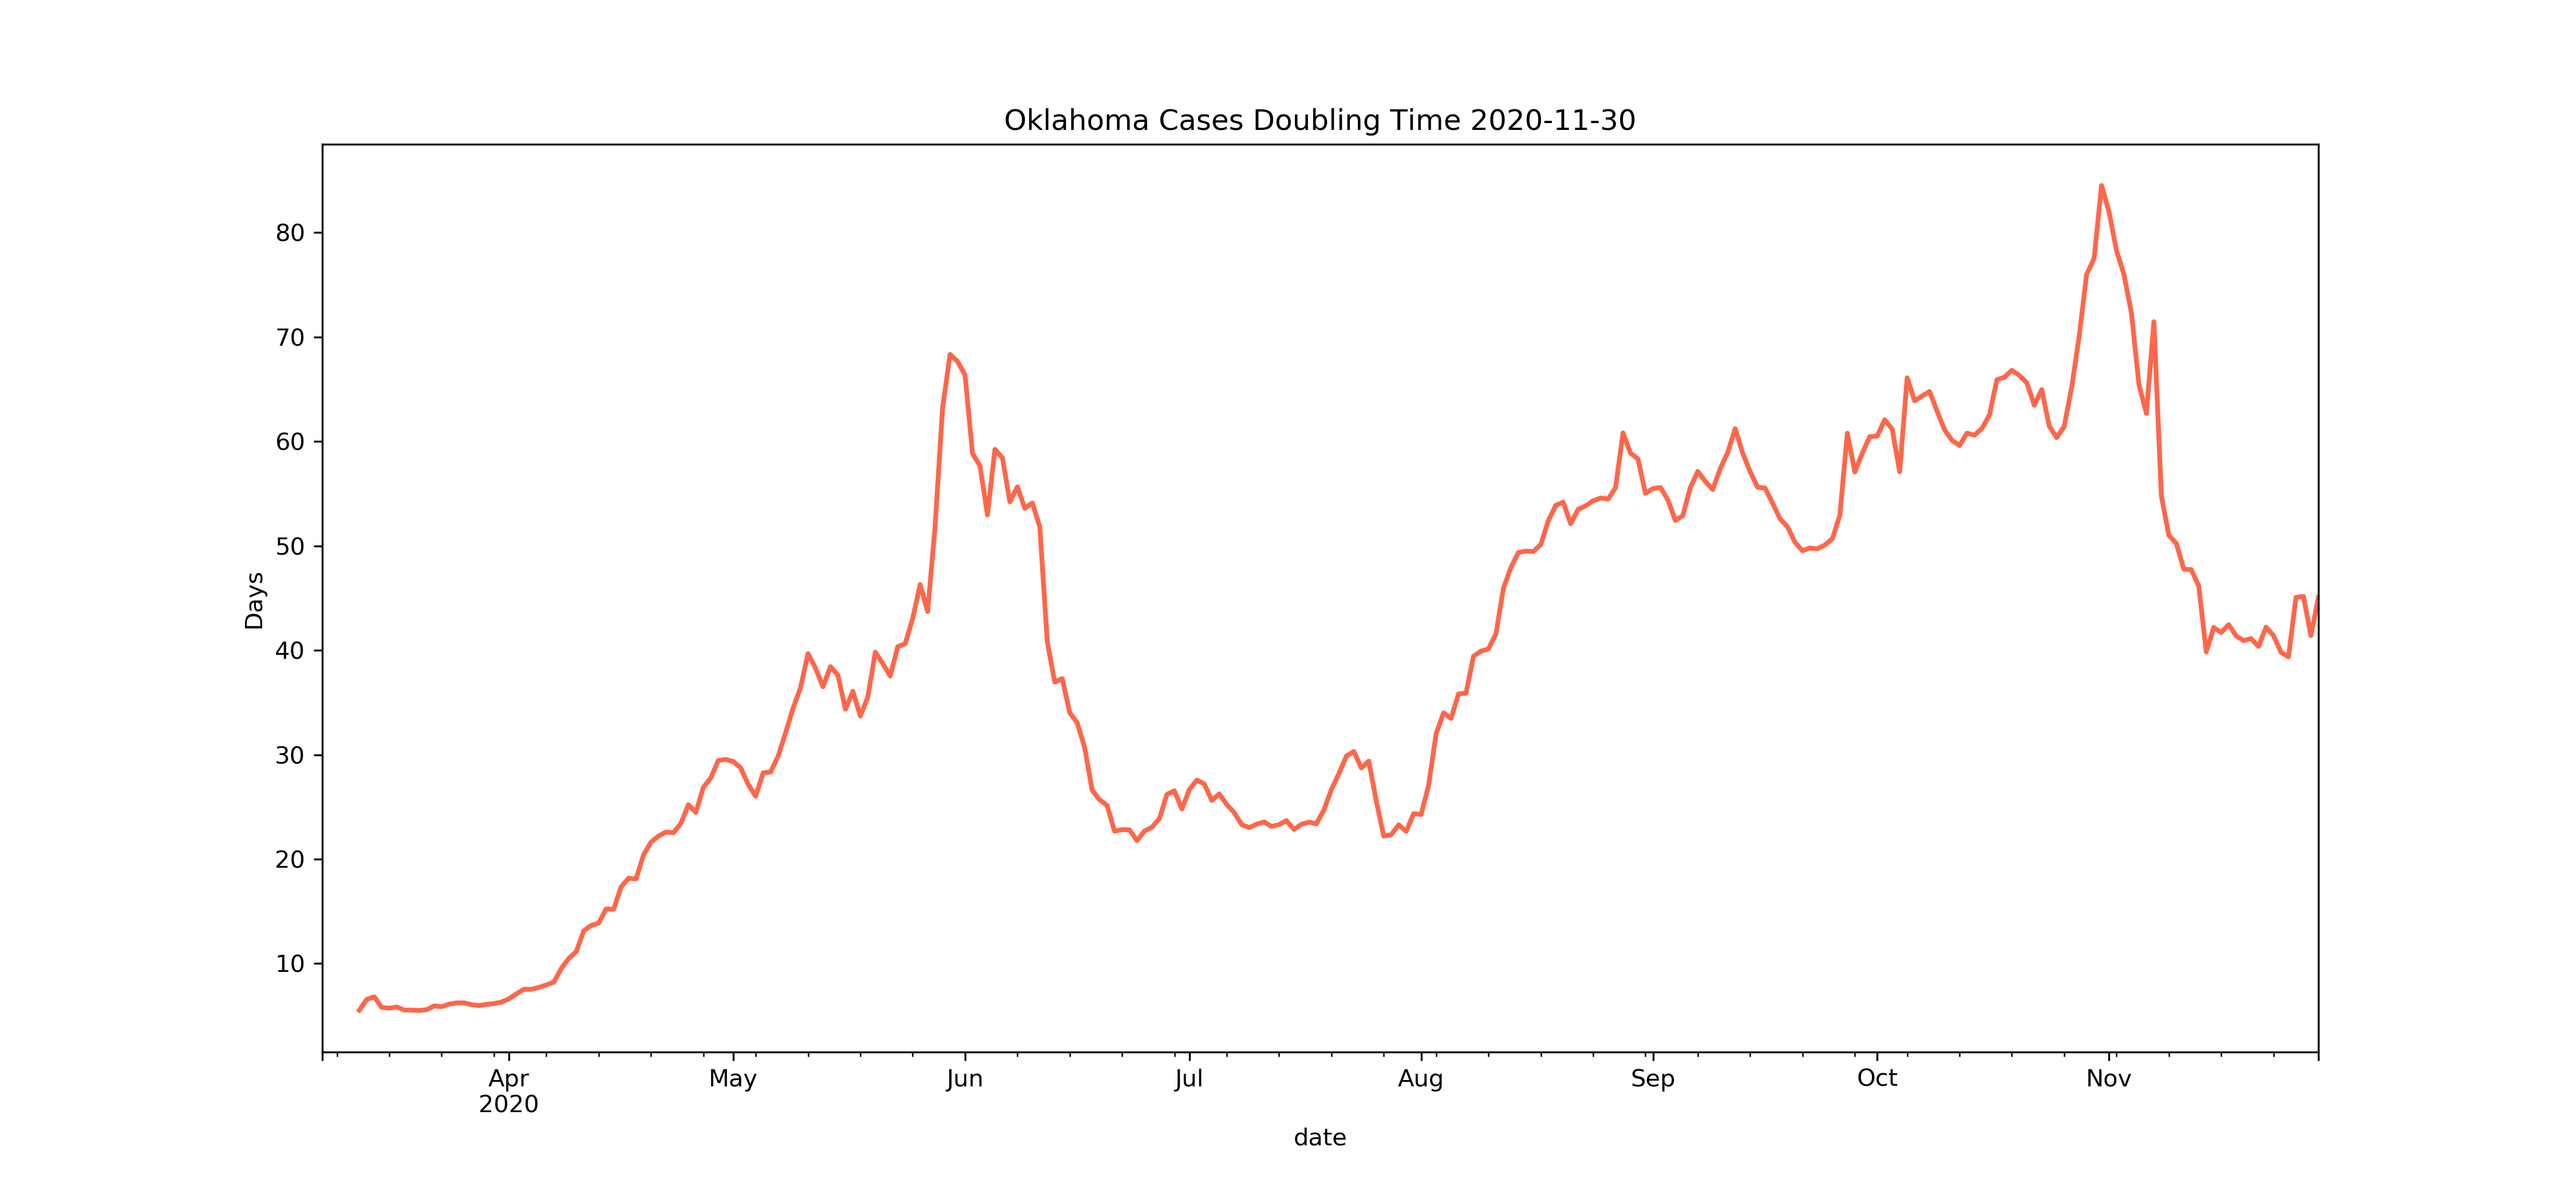 Oklahoma Cases Doubling Time 2020-11-30
80
70
60
50
40
30
20
10
Days
Apr May Jun Jul Aug Sep Oct Nov
2020
date